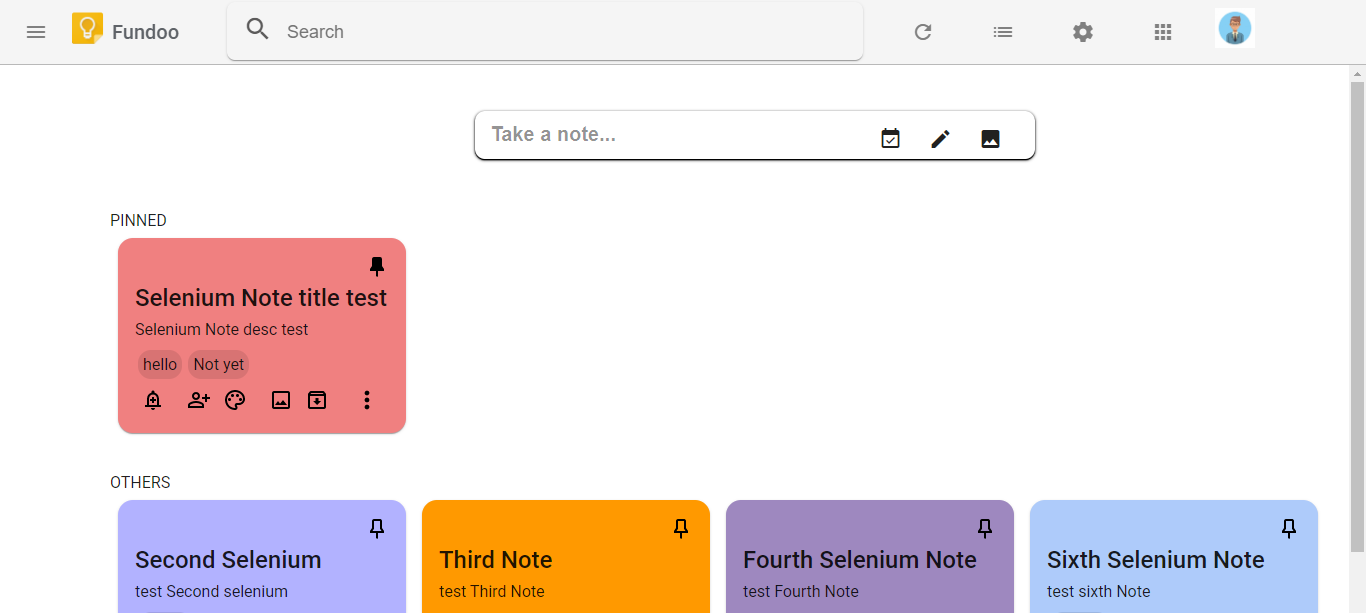 Fundoo
Search
Take a note...
PINNED
Selenium Note title test
Selenium Note desc test
hello Not yet
OTHERS
Second Selenium
test Second selenium
Third Note
test Third Note
Fourth Selenium Note
test Fourth Note
Sixth Selenium Note
test sixth Note